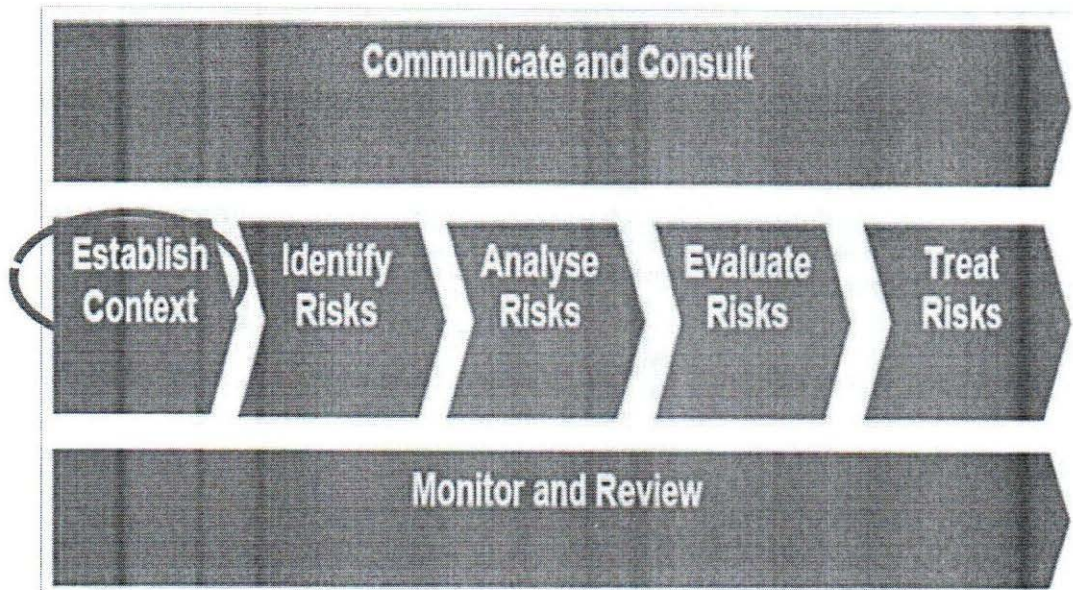 Communicate and Consult
Establish
Context
Identify
Risks
Analyse
Risks
Evaluate
Risks
Treat
Risks
Monitor and Review